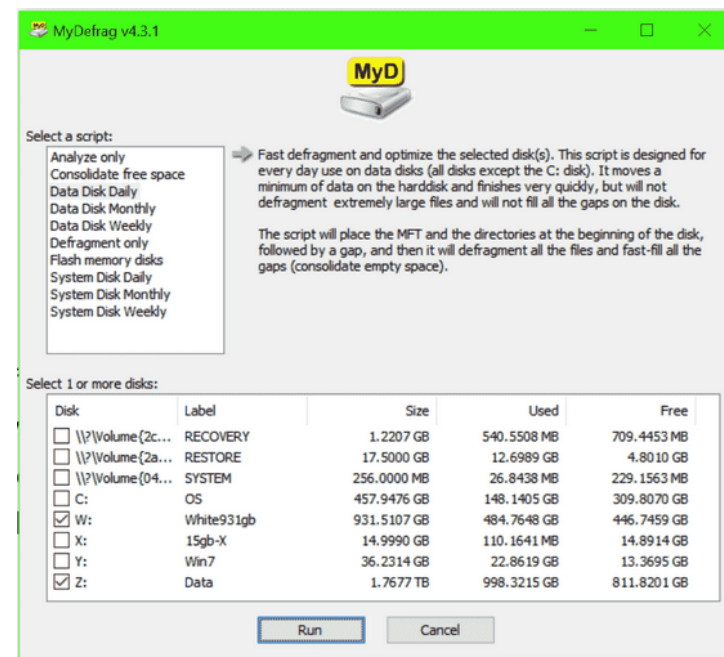 MyDefrag v4.3.1
MyD
Select a script:
Analyze only
Consolidate free space
Data Disk Daily
Data Disk Monthly
Data Disk Weekly
Defragment only
Flash memory disks
System Disk Daily
System Disk Monthly
System Disk Weekly
Fast defragment and optimize the selected disk(s). This script is designed for
every day use on data disks (all disks except the C: disk). It moves a
minimum of data on the harddisk and finishes very quickly, but will not
defragment extremely large files and will not fill all the gaps on the disk.
The script will place the MFT and the directories at the beginning of the disk,
followed by a gap, and then it will defragment all the files and fast-fill all the
gaps (consolidate empty space).
Select 1 or more disks:
Disk Label Size Used Free
\\?\Volume{2c... RECOVERY 1.2207 GB 540.5508 MB 709.4453 MB
\\?\Volume{2a... RESTORE 17.5000 GB 12.6989 GB 4.8010 GB
\\?\Volume{04... SYSTEM 256.0000 MB 26.8438 MB 229.1563 MB
C: OS 457.9476 GB 148.1405 GB 309.8070 GB
W: White931gb 931.5107 GB 484.7648 GB 446.7459 GB
X: 15gb-X 14.9990 GB 110.1641 MB 14.8914 GB
Y: Win7 36.2314 GB 22.8619 GB 13.3695 GB
Z: Data 1.7677 TB 998.3215 GB 811.8201 GB
Run Cancel